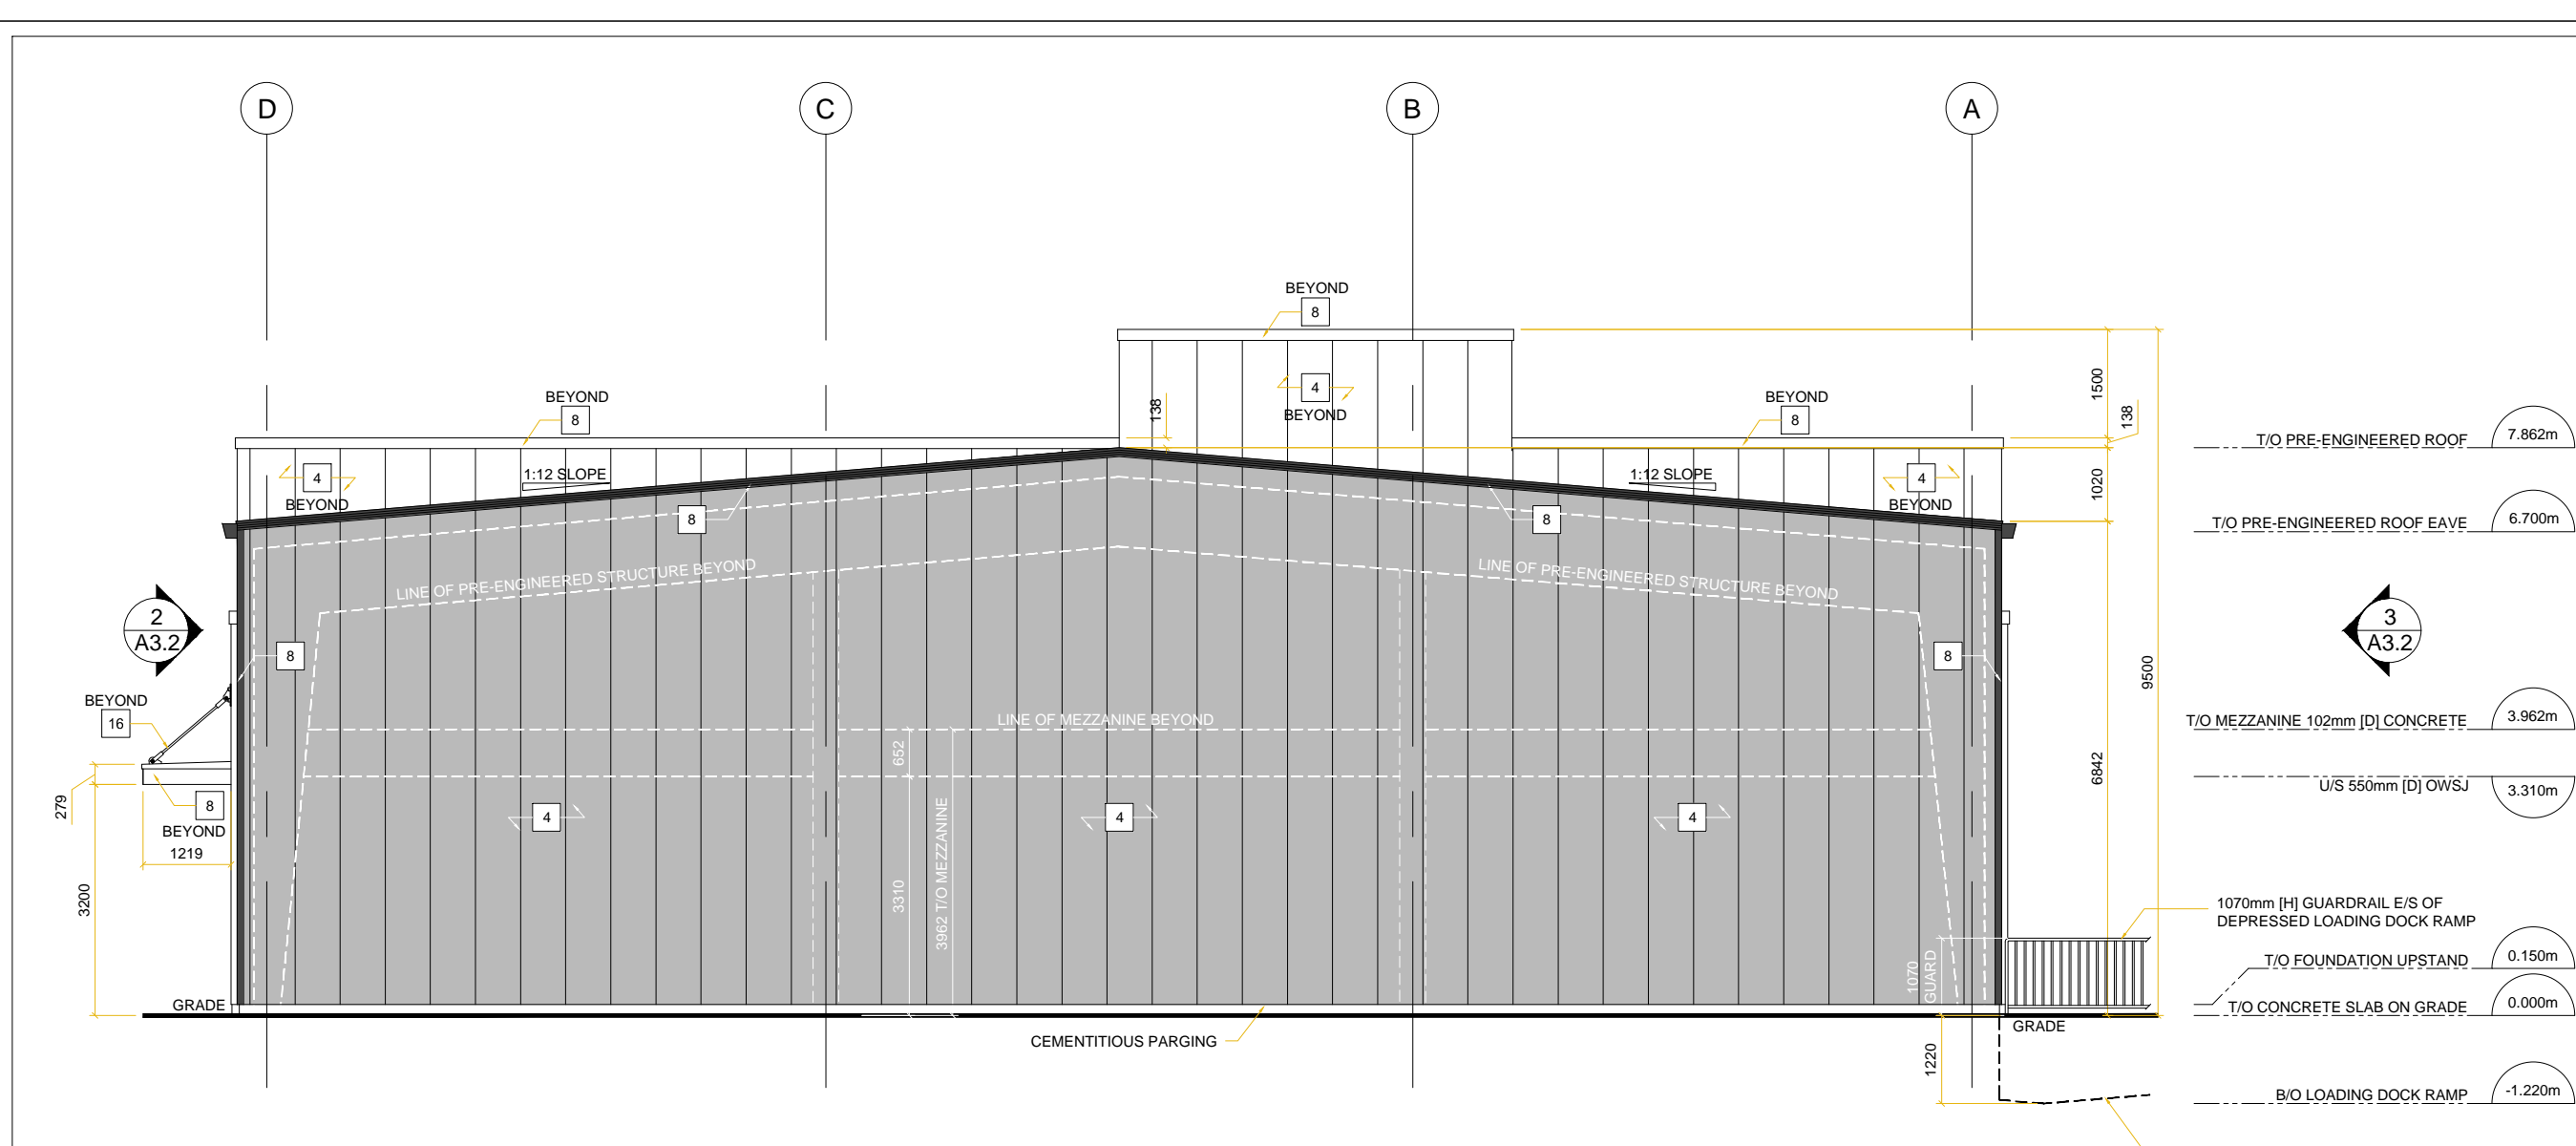 D
C
B
A
BEYOND
8
4
BEYOND
BEYOND
8
BEYOND
8
138
1500
138
1020
9500
6842
4
BEYOND
1:12 SLOPE
1:12 SLOPE
4
BEYOND
8
8
T/O PRE-ENGINEERED ROOF
7.862m
T/O PRE-ENGINEERED ROOF EAVE
6.700m
LINE OF PRE-ENGINEERED STRUCTURE BEYOND
LINE OF PRE-ENGINEERED STRUCTURE BEYOND
2
A3.2
3
A3.2
8
8
BEYOND
16
LINE OF MEZZANINE BEYOND
T/O MEZZANINE 102mm [D] CONCRETE
3.962m
652
U/S 550mm [D] OWSJ
3.310m
279
8
BEYOND
1219
3200
4
4
4
3310
3962 T/O MEZZANINE
1070mm [H] GUARDRAIL E/S OF
DEPRESSED LOADING DOCK RAMP
1070
GUARD
T/O FOUNDATION UPSTAND
0.150m
T/O CONCRETE SLAB ON GRADE
0.000m
GRADE
GRADE
CEMENTITIOUS PARGING
1220
B/O LOADING DOCK RAMP
-1.220m